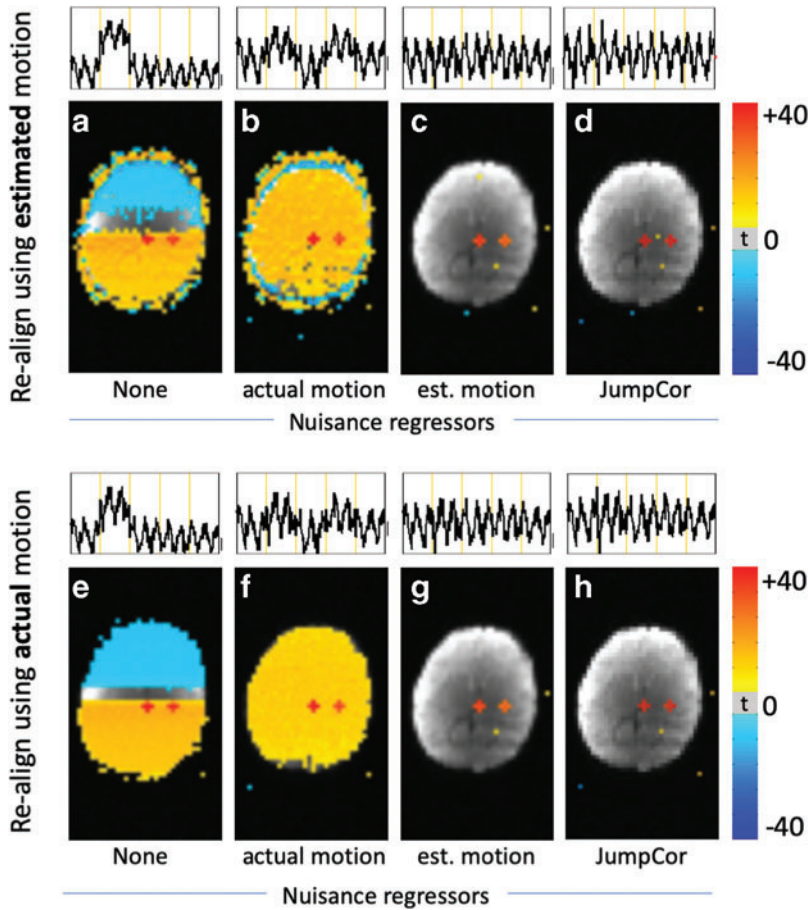 Re-align using estimated motion
a
b
c
d
+40
t
0
-40
None
actual motion
est. motion
JumpCor
Nuisance regressors
Re-align using actual motion
e
f
g
h
+40
t
0
-40
None
actual motion
est. motion
JumpCor
Nuisance regressors